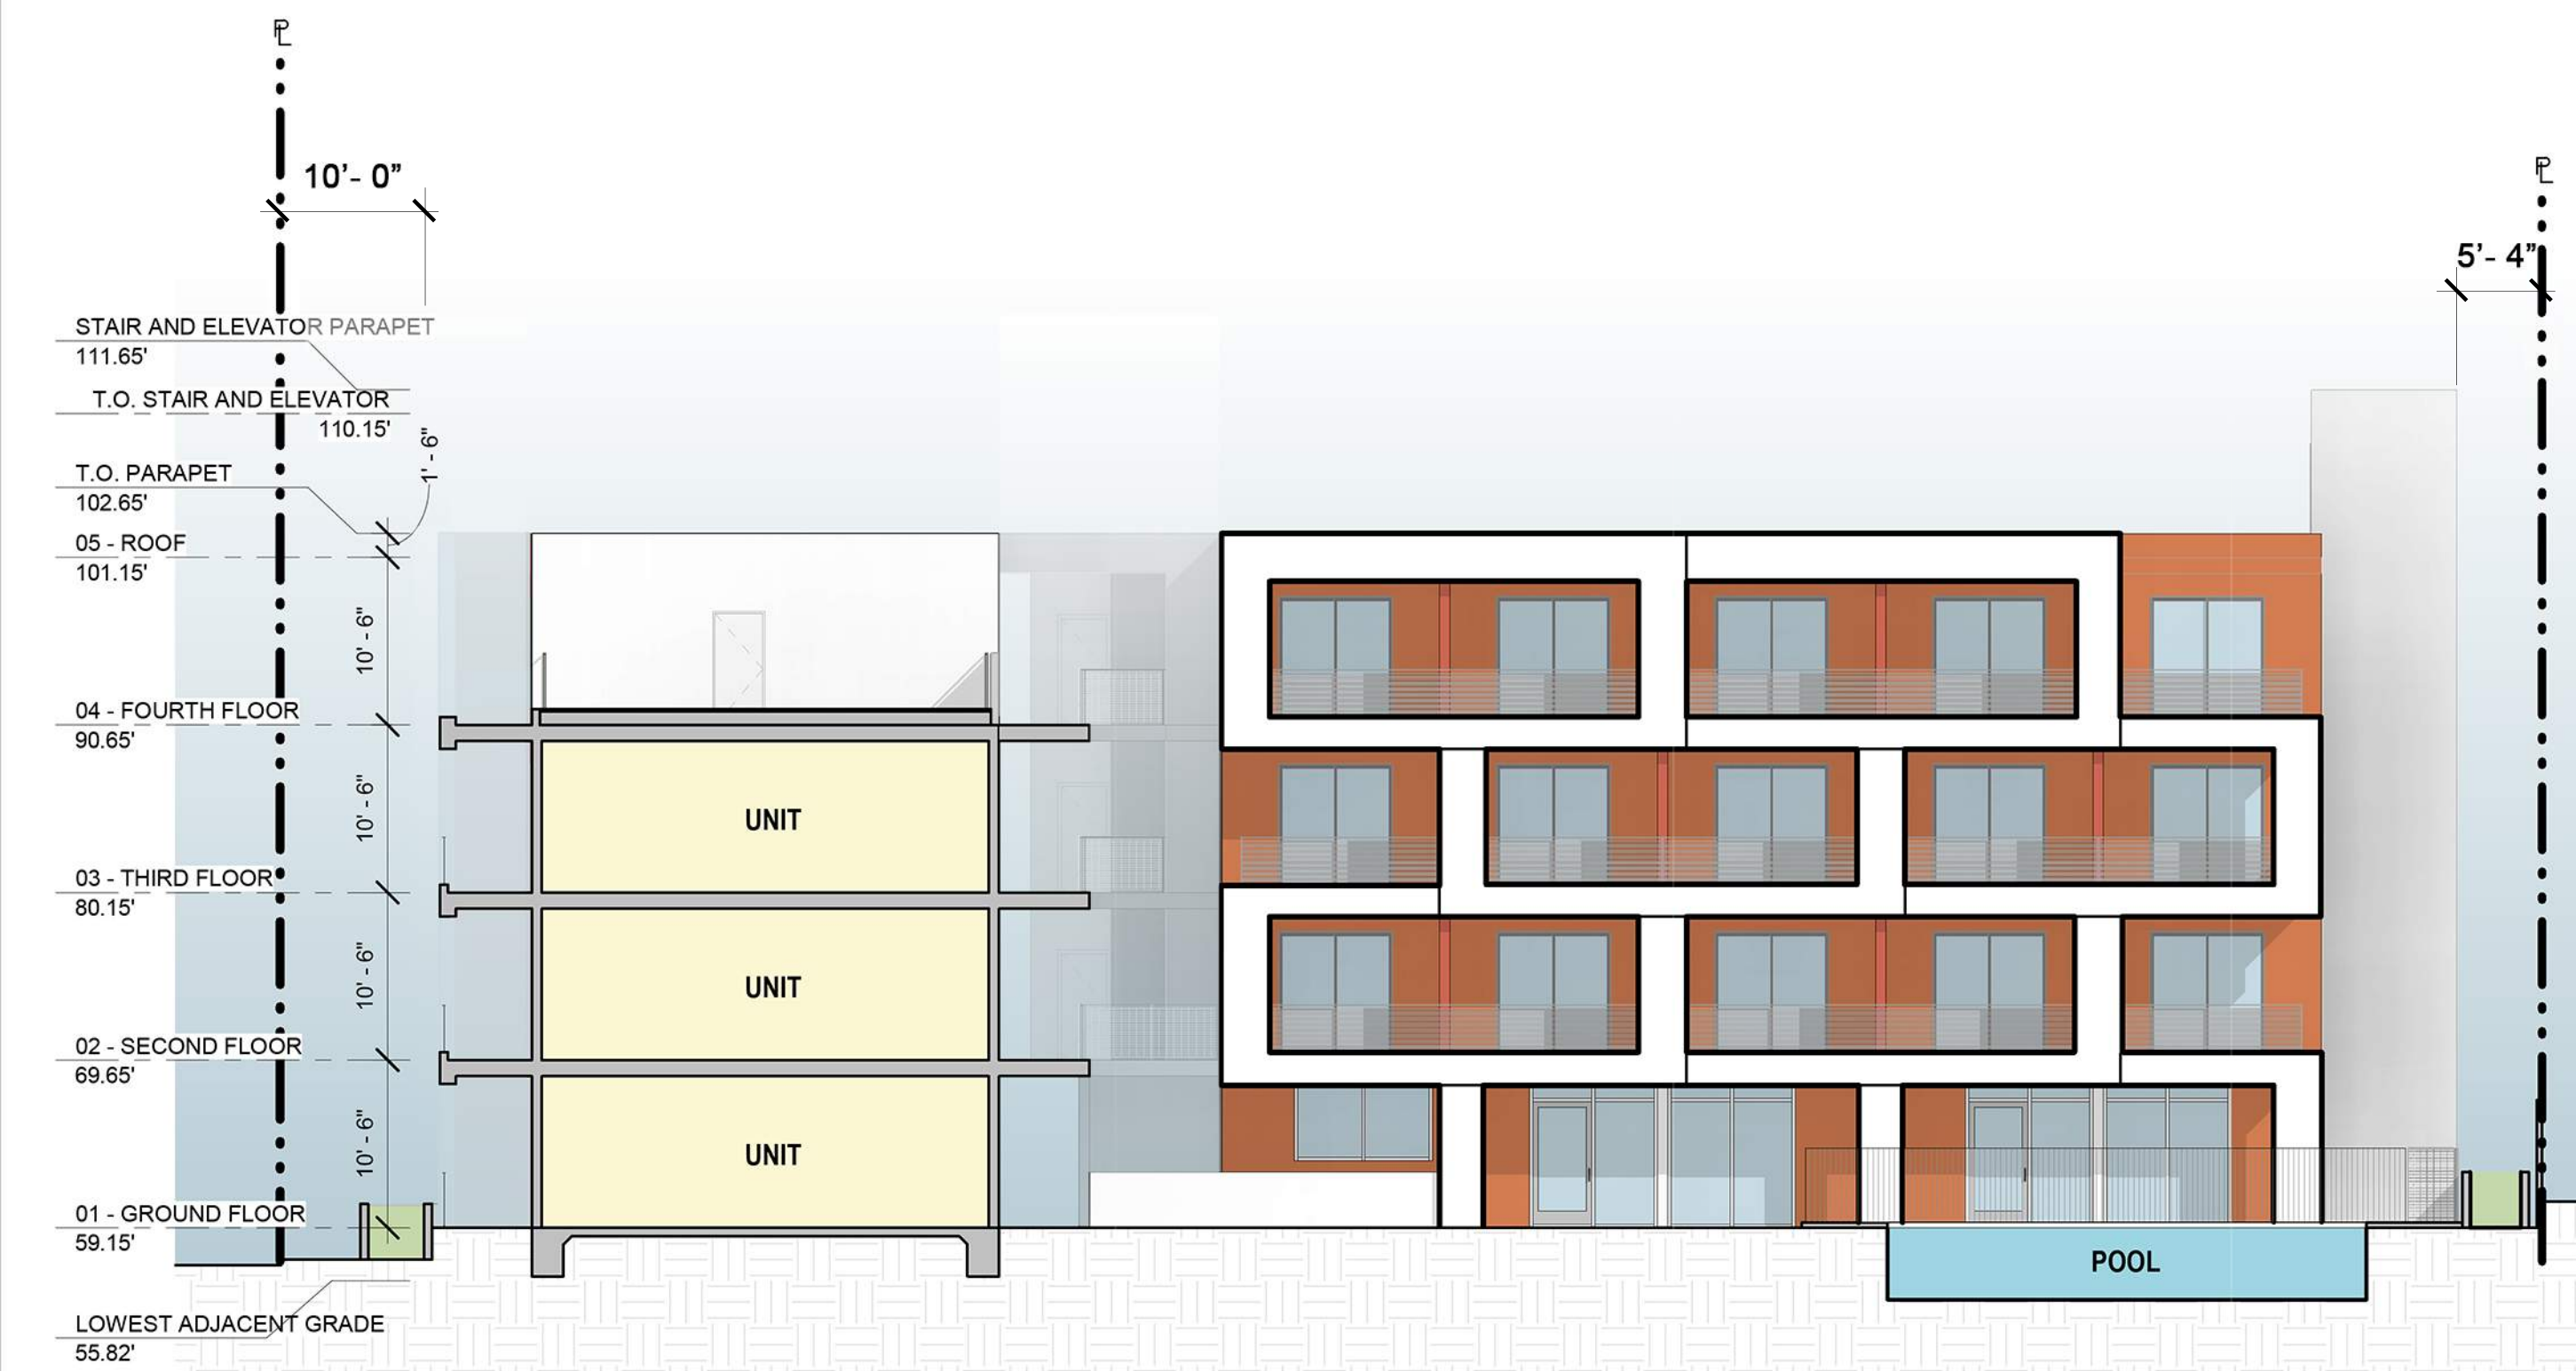 PL
PL
10’- 0”
5’- 4”
STAIR AND ELEVATOR PARAPET
111.65'
T.O. STAIR AND ELEVATOR
110.15'
1' - 6"
T.O. PARAPET
102.65'
05 - ROOF
101.15'
10' - 6"
04 - FOURTH FLOOR
90.65'
10' - 6"
UNIT
03 - THIRD FLOOR
80.15'
10' - 6"
UNIT
02 - SECOND FLOOR
69.65'
10' - 6"
UNIT
01 - GROUND FLOOR
59.15'
POOL
LOWEST ADJACENT GRADE
55.82'